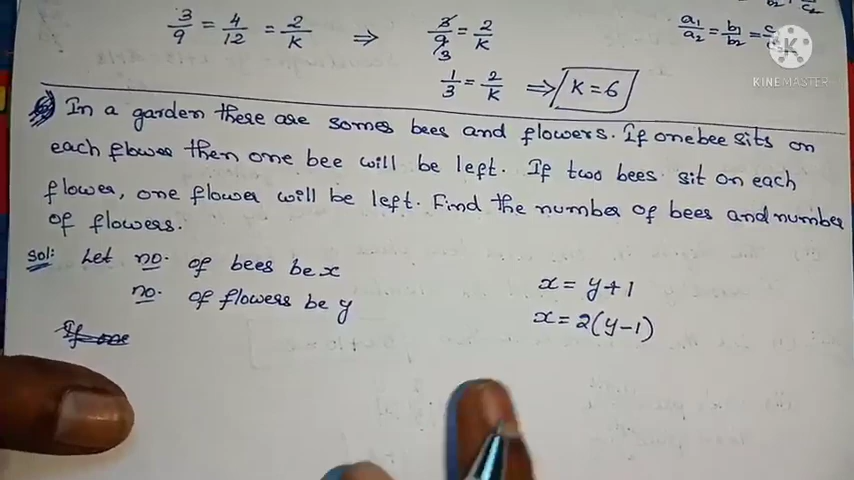 3/9 = 4/12 = 2/K ⇒ 3/9 = 2/K
3
a1/a2 = b1/b2 =
1/3 = 2/K ⇒ K = 6
KINEMASTER
In a garden these are somes bees and flowers. If one bee sits on
each flower then one bee will be left. If two bees sit on each
flower, one flower will be left. Find the number of bees and number
of flowers.
Sol: Let no. of bees be x
no. of flowers be y
x = y+1
x = 2(y-1)